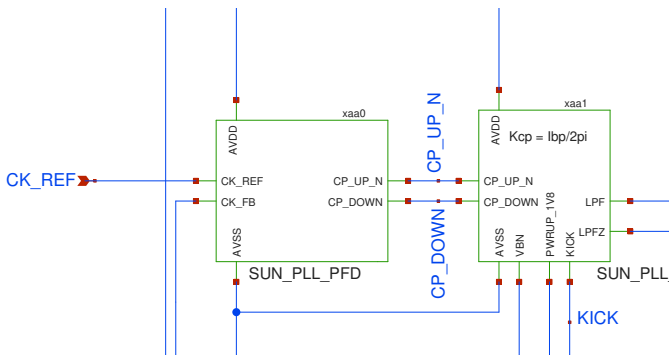 xaa0
xaa1
AVDD
AVDD
Kcp = Ibp/2pi
CP_UP_N
CK_REF
CK_REF
CP_UP_N
CP_UP_N
CK_FB
CP_DOWN
CP_DOWN
LPF
LPFZ
AVSS
CP_DOWN
AVSS
VBN
PWRUP_1V8
KICK
SUN_PLL_PFD
SUN_PLL_
KICK